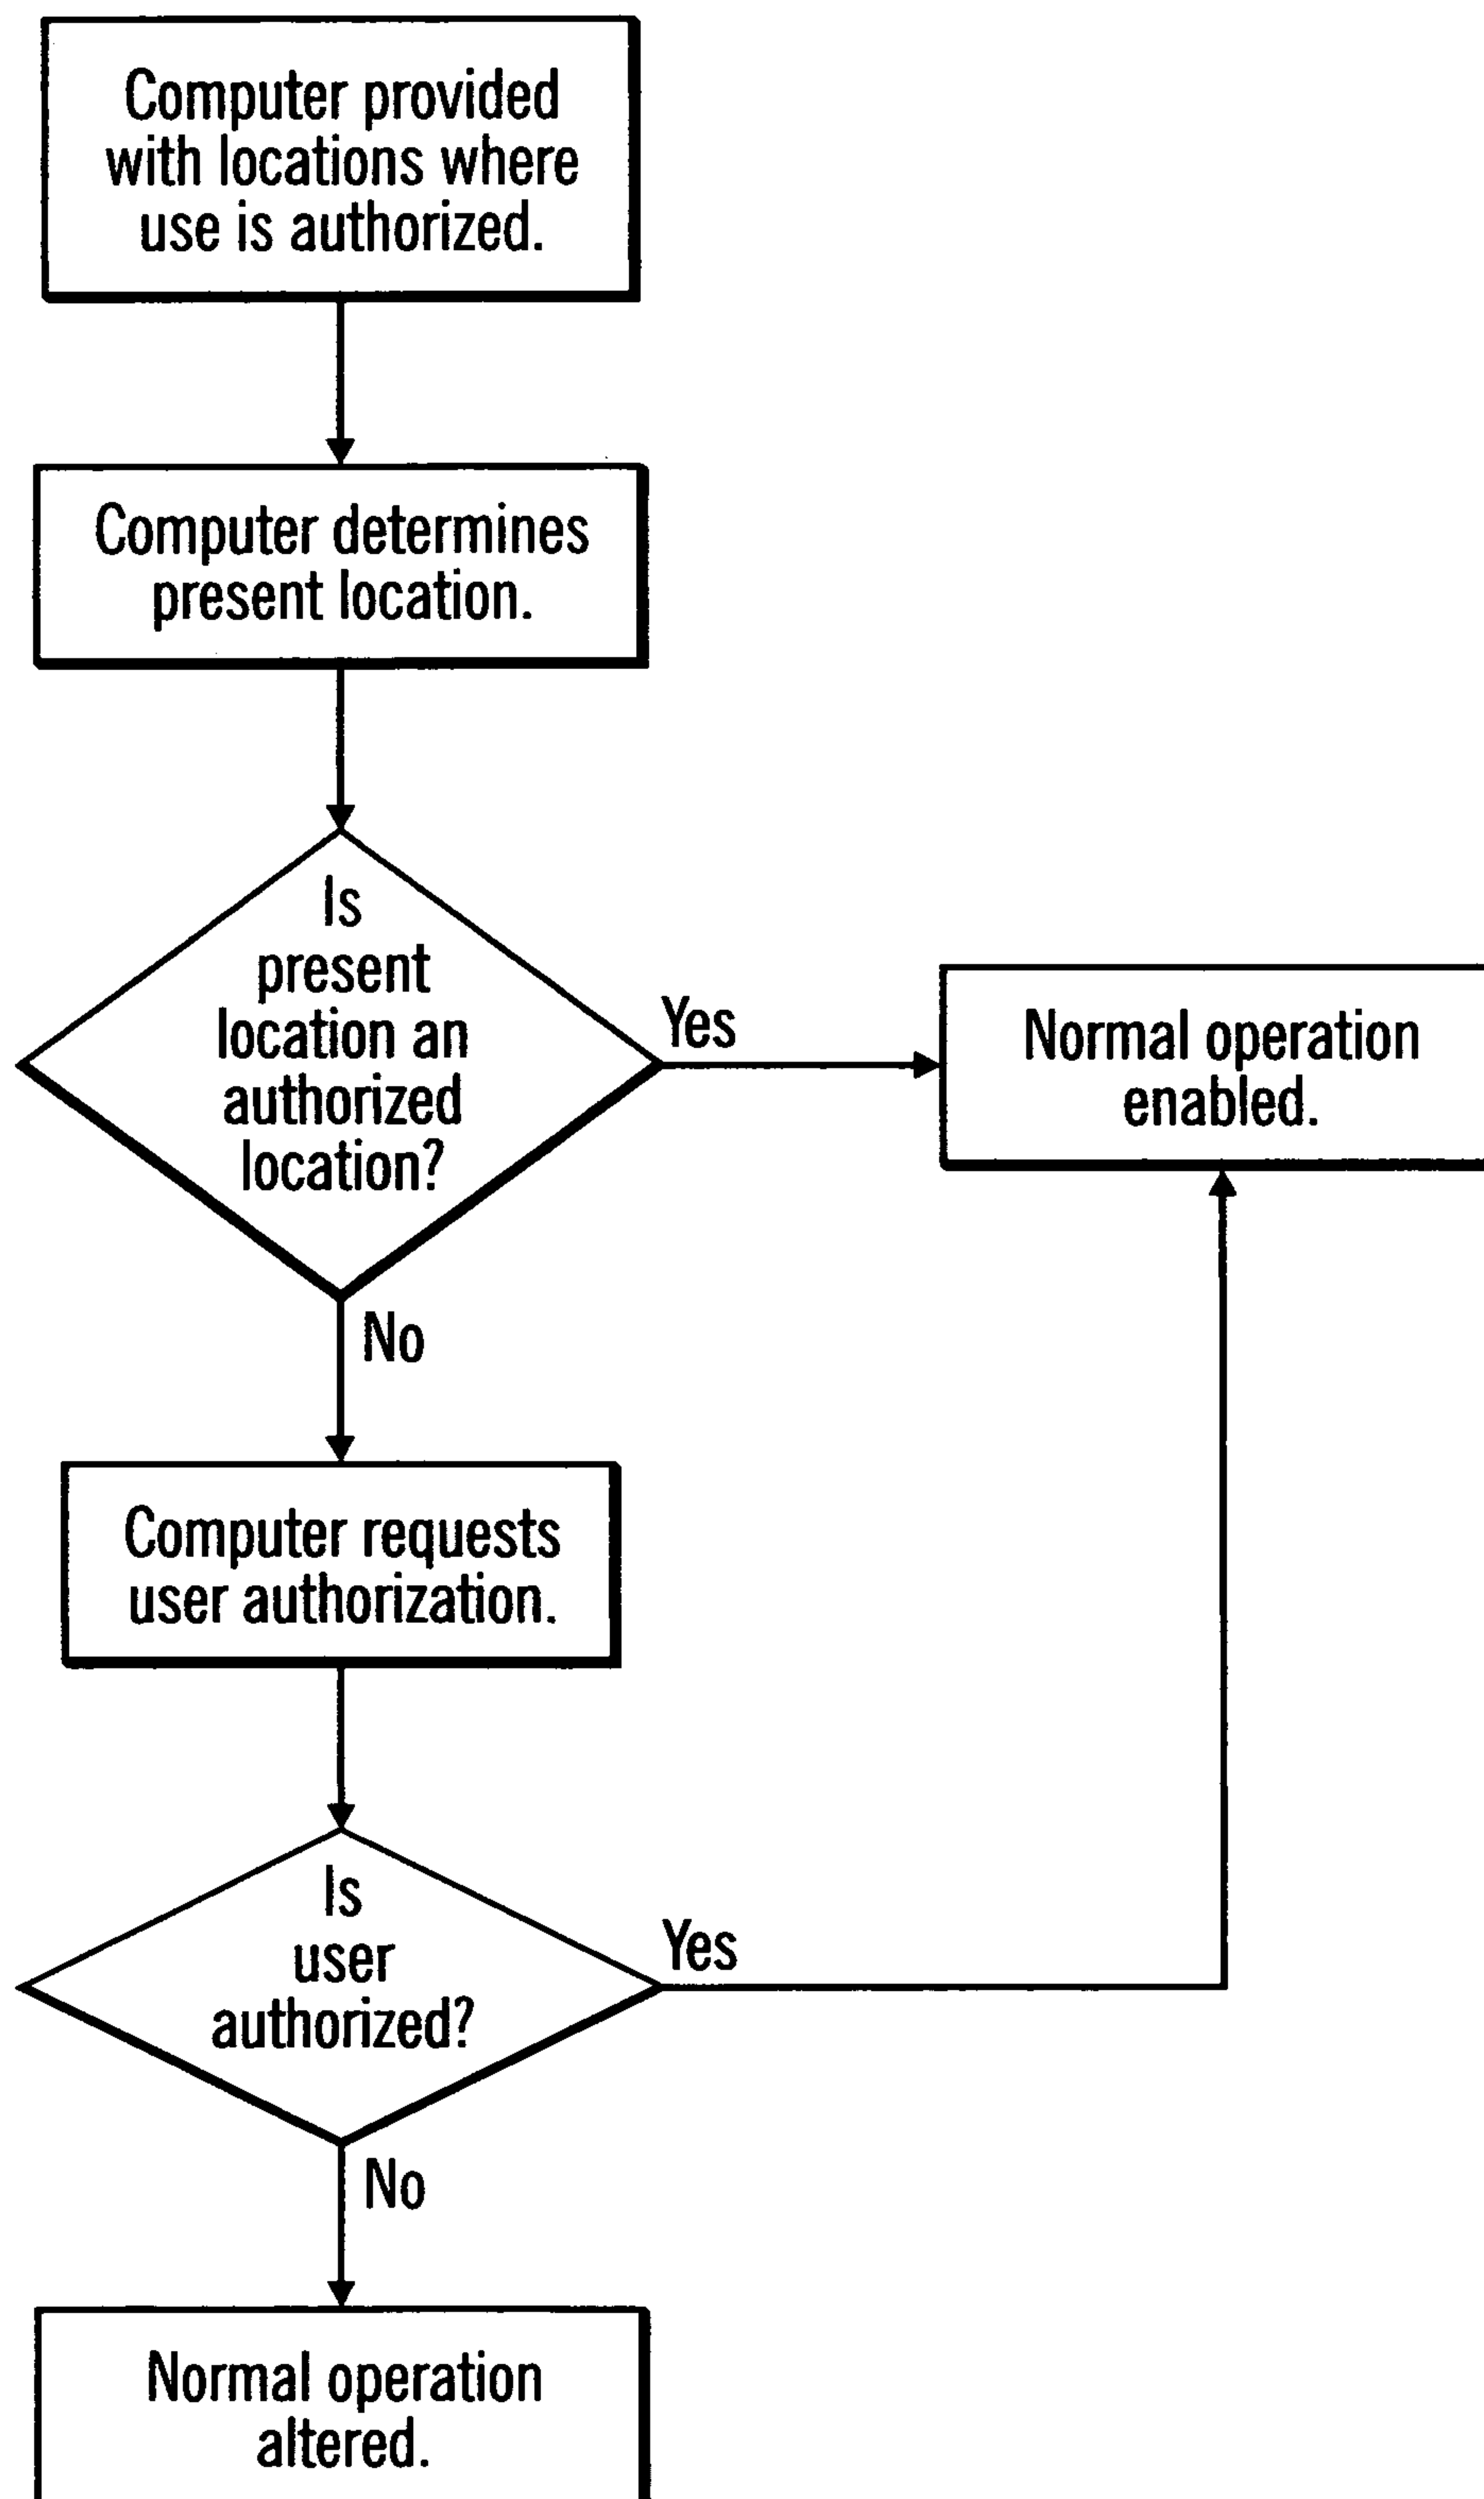 Computer provided
with locations where
use is authorized.
Computer determines
present location.
Is
present
location an
authorized
location?
Yes
Normal operation
enabled.
No
Computer requests
user authorization.
Is
user
authorized?
Yes
No
Normal operation
altered.